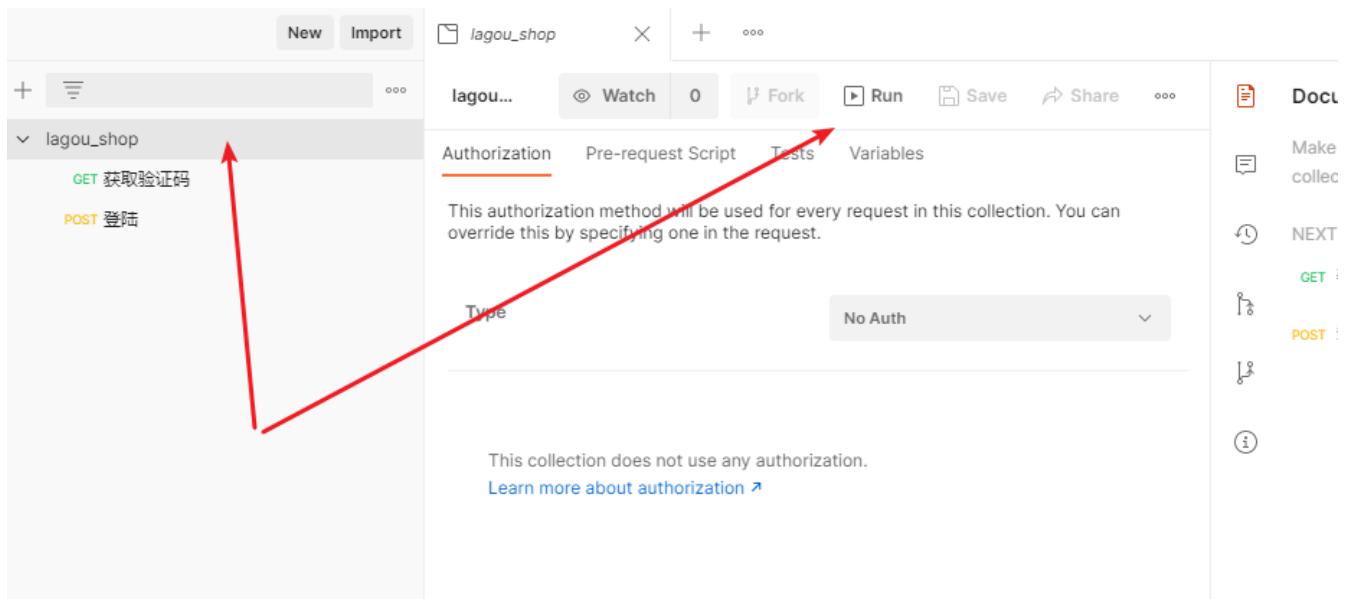 New Import
lagou_shop
lagou_shop
GET 获取验证码
POST 登陆
lagou... Watch 0 Fork Run Save Share
Authorization Pre-request Script Tests Variables
This authorization method will be used for every request in this collection. You can
override this by specifying one in the request.
Type No Auth
This collection does not use any authorization.
Learn more about authorization
Docu
Make
collec
NEXT
GET
POST